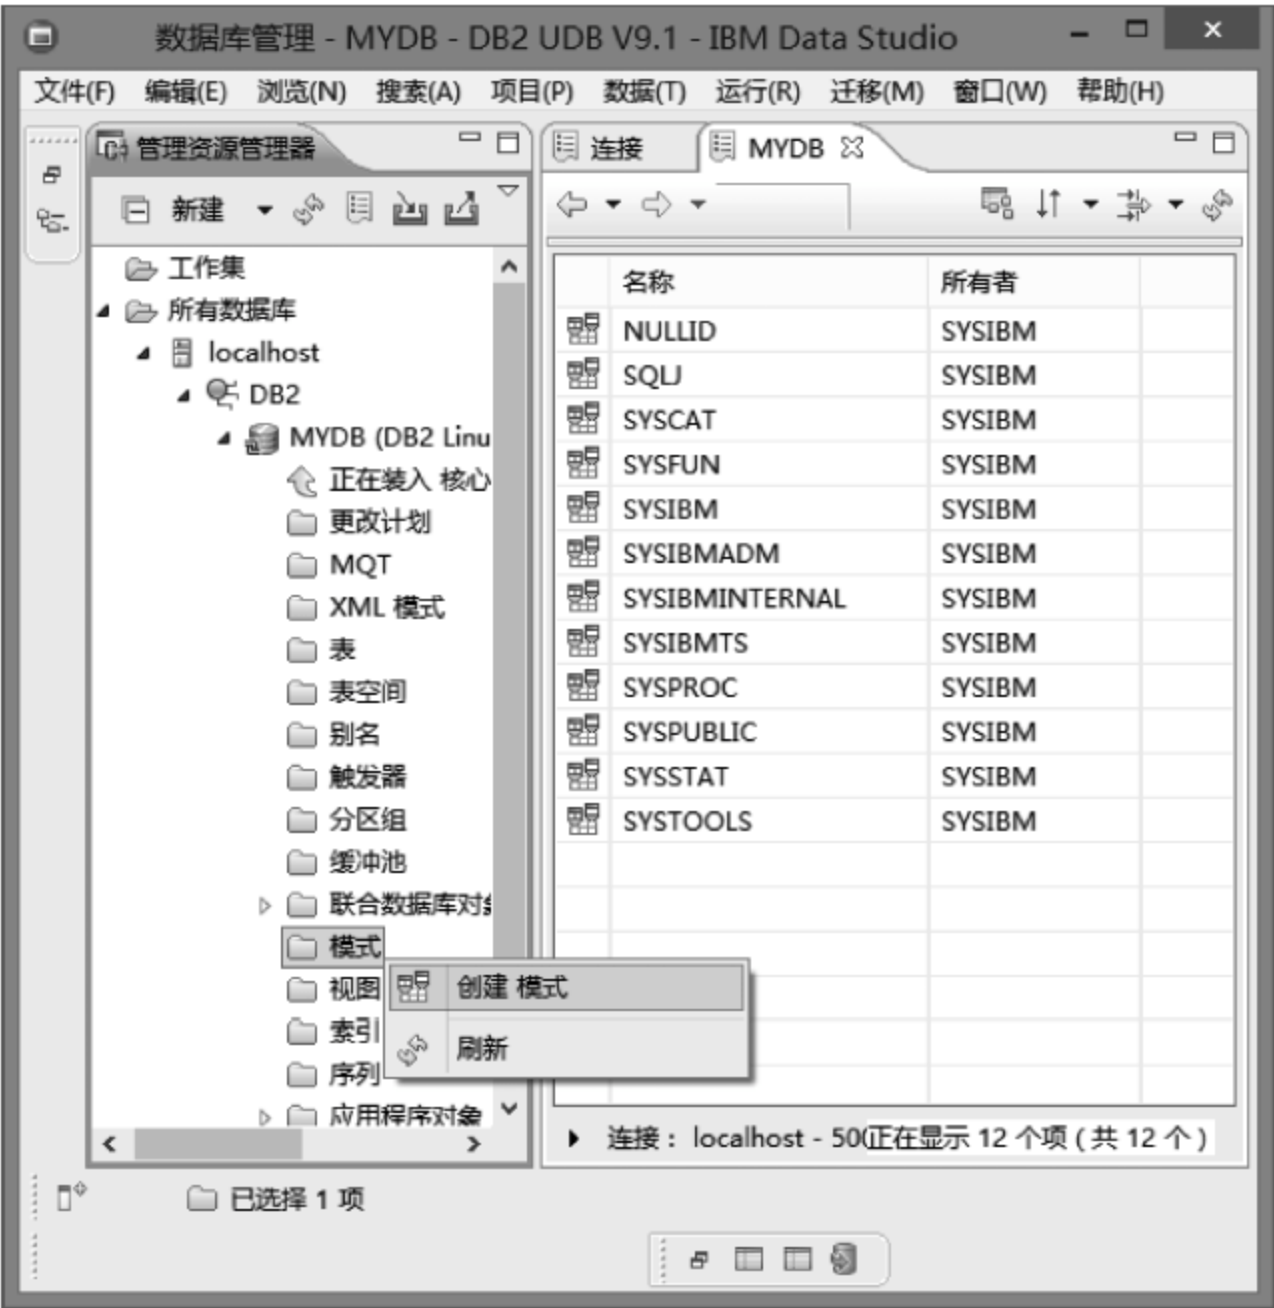 数据库管理 - MYDB - DB2 UDB V9.1 - IBM Data Studio
文件(F) 编辑(E) 浏览(N) 搜索(A) 项目(P) 数据(T) 运行(R) 迁移(M) 窗口(W) 帮助(H)
管理资源管理器
新建
工作集
所有数据库
localhost
DB2
MYDB (DB2 Linu
正在装入 核心
更改计划
MQT
XML 模式
表
表空间
别名
触发器
分区组
缓冲池
联合数据库对象
模式
视图
索引
序列
应用程序对象
创建 模式
刷新
连接 MYDB
名称 所有者
NULLID SYSIBM
SQLJ SYSIBM
SYSCAT SYSIBM
SYSFUN SYSIBM
SYSIBM SYSIBM
SYSIBMADM SYSIBM
SYSIBMINTERNAL SYSIBM
SYSIBMTS SYSIBM
SYSPROC SYSIBM
SYSPUBLIC SYSIBM
SYSSTAT SYSIBM
SYSTOOLS SYSIBM
连接： localhost - 500正在显示 12 个项 ( 共 12 个 )
已选择 1 项